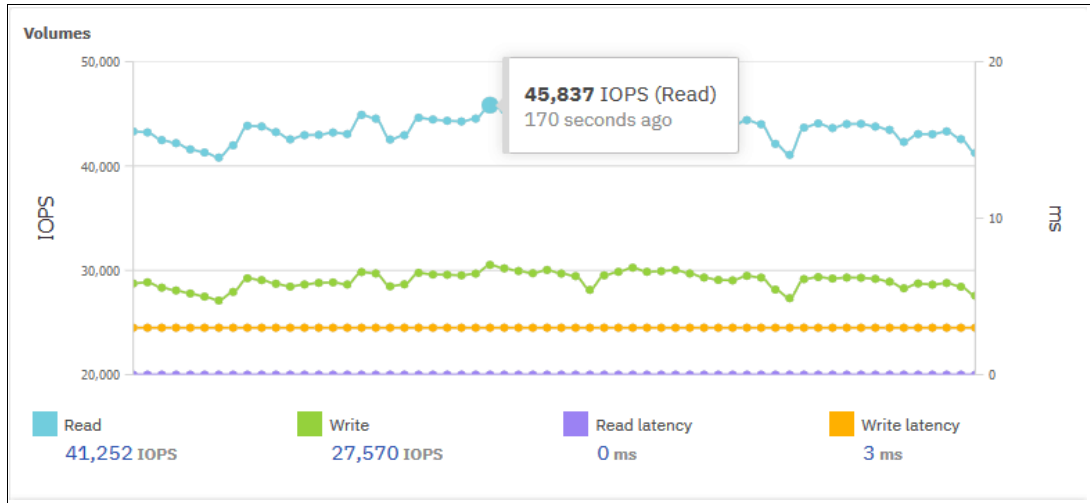 Volumes
50,000
20
45,837 IOPS (Read)
170 seconds ago
40,000
IOPS
10
ms
30,000
20,000
0
Read
Write
Read latency
Write latency
41,252 IOPS
27,570 IOPS
0 ms
3 ms